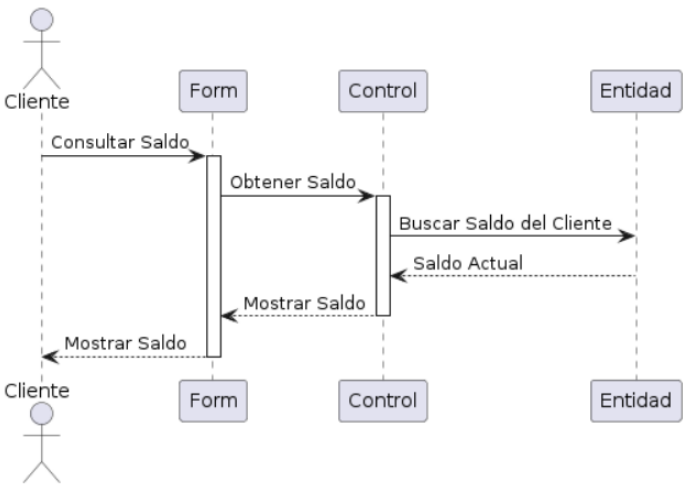 Cliente
Form
Control
Entidad
Consultar Saldo
Obtener Saldo
Buscar Saldo del Cliente
Saldo Actual
Mostrar Saldo
Mostrar Saldo
Cliente
Form
Control
Entidad